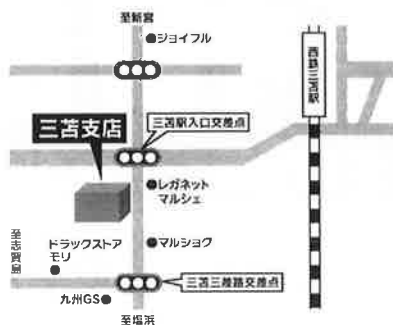 至新宮
ジョイフル
西鉄三苫駅
三苫支店
三苫駅入口交差点
レガネット
マルシェ
至志賀島
ドラックストア
モリ
マルショク
三苫三差路交差点
九州GS
至塩浜